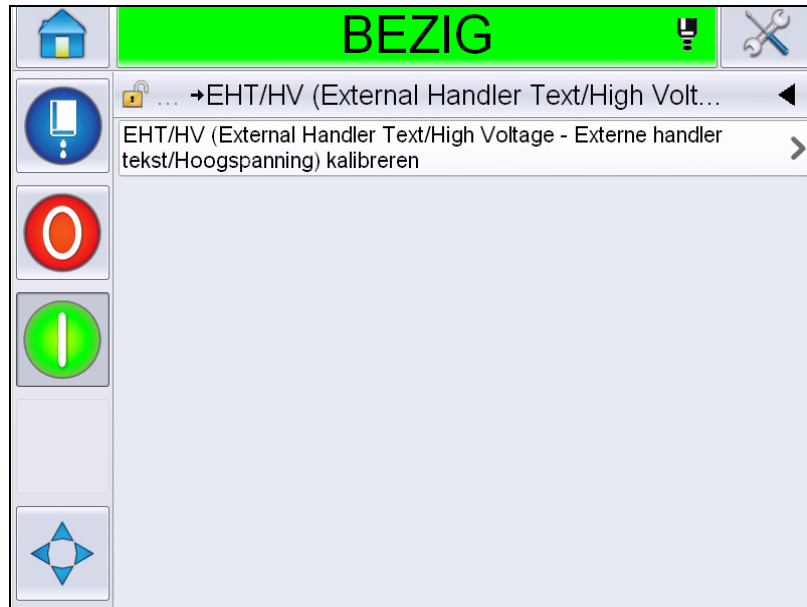 BEZIG
... →EHT/HV (External Handler Text/High Volt...
EHT/HV (External Handler Text/High Voltage - Externe handler
tekst/Hoogspanning) kalibreren